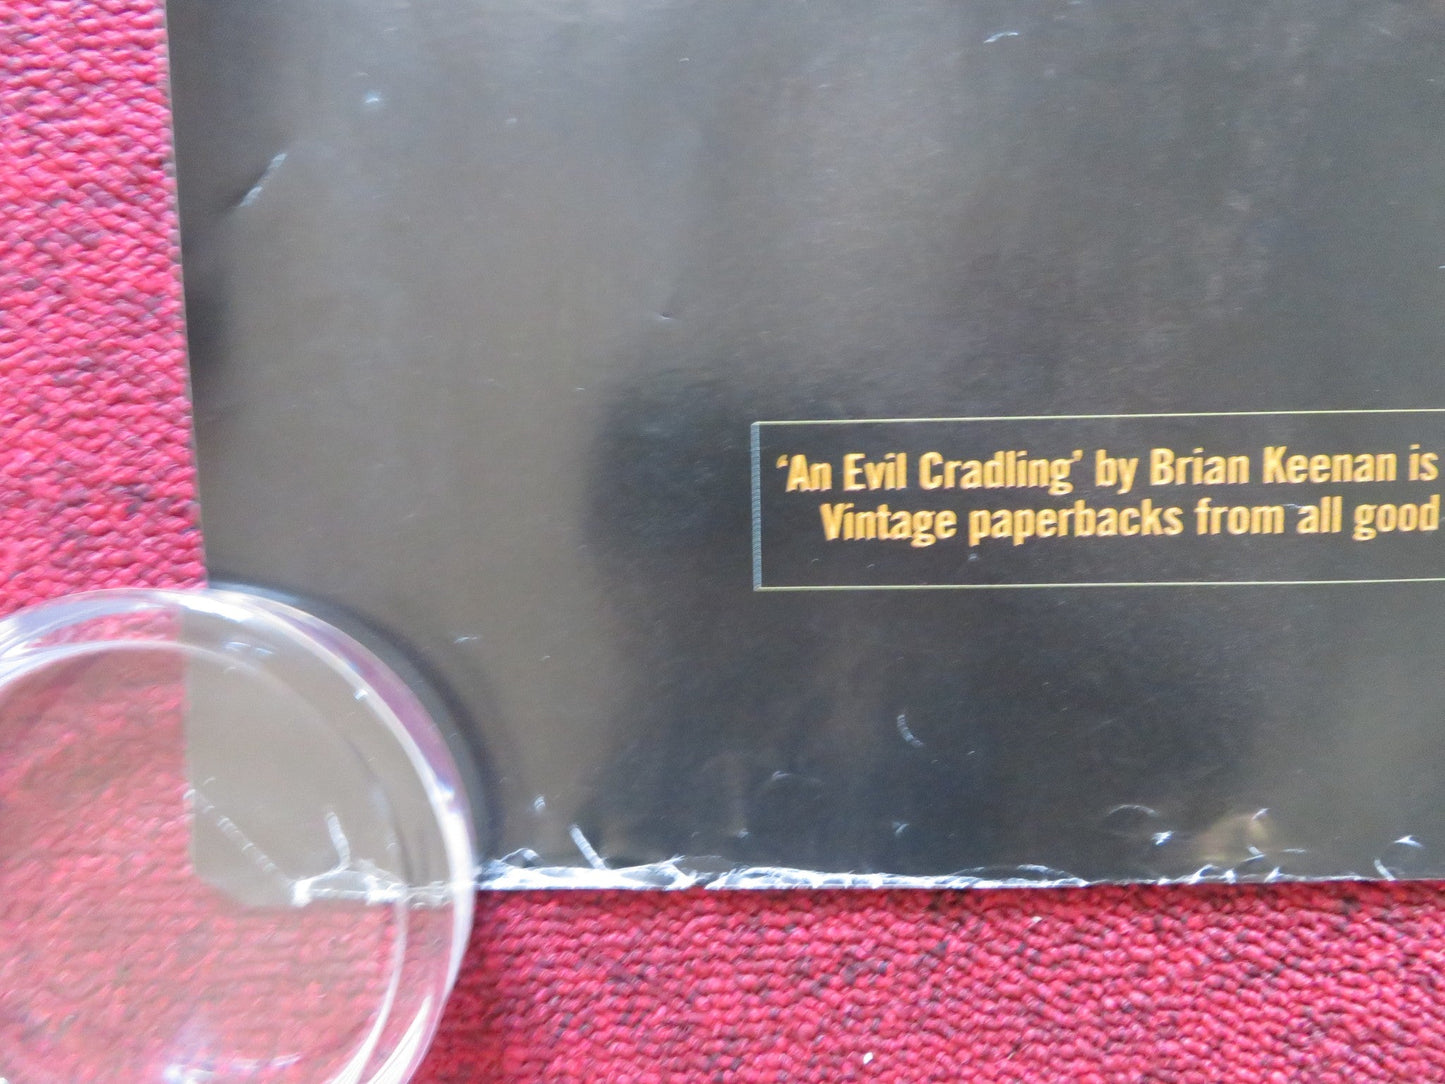 ‘An Evil Cradling’ by Brian Keenan is
Vintage paperbacks from all good